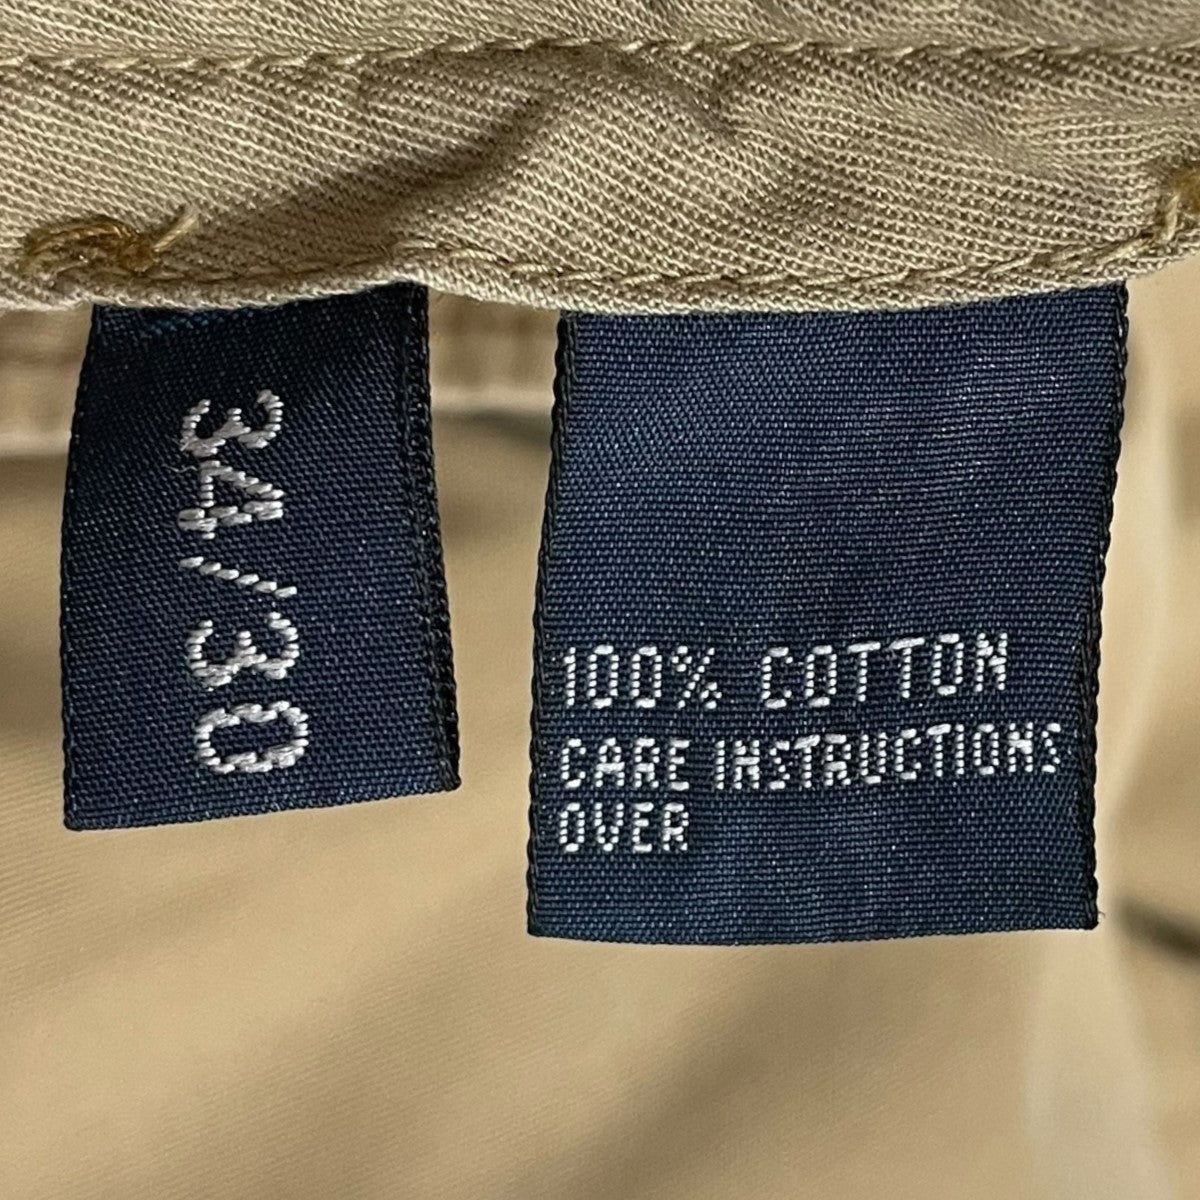 34/30
100% COTTON
CARE INSTRUCTIONS
OVER